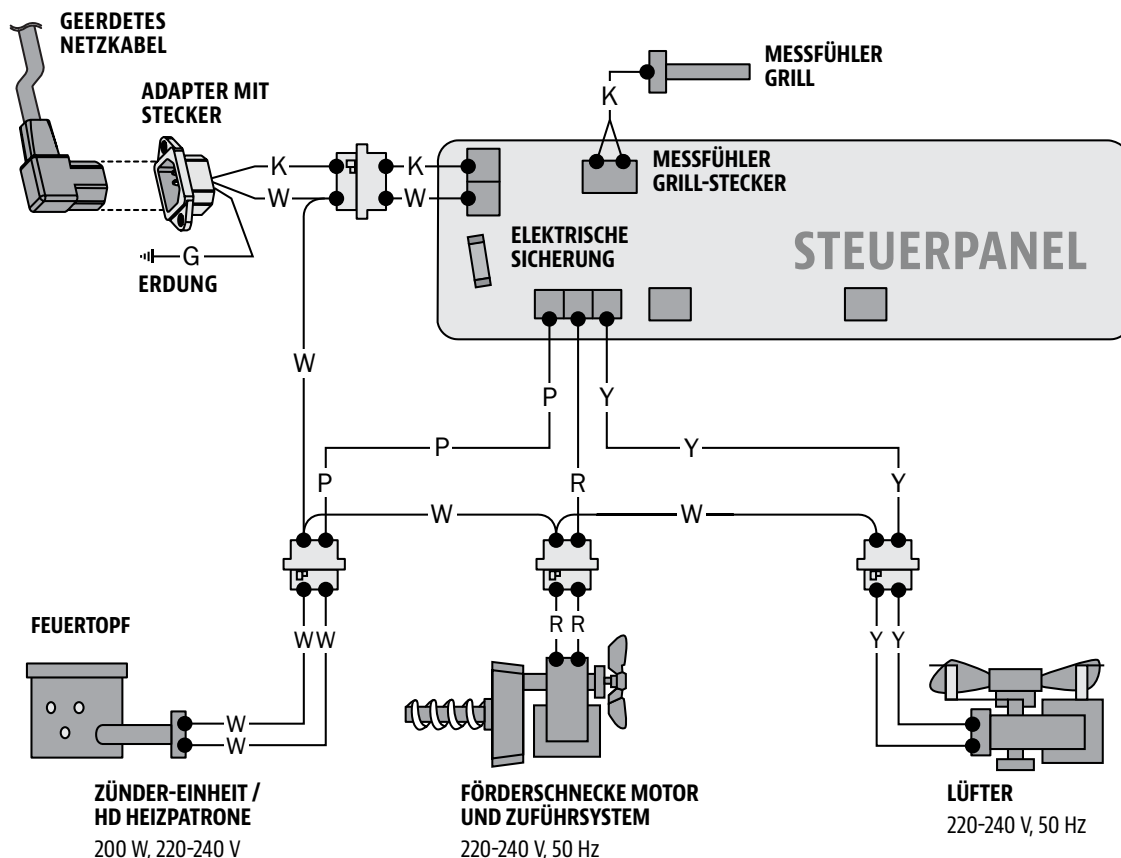 GEERDETES
NETZKABEL
ADAPTER MIT
STECKER
MESSFÜHLER
GRILL
K
K
K
MESSFÜHLER
GRILL-STECKER
W
W
G
ERDUNG
ELEKTRISCHE
SICHERUNG
STEUERPANEL
W
P
Y
P
Y
P
R
Y
W
W
R R
W W
Y Y
FEUERTOPF
W
W
ZÜNDER-EINHEIT /
HD HEIZPATRONE
200 W, 220-240 V
FÖRDERSCHNECKE MOTOR
UND ZUFÜHRSYSTEM
220-240 V, 50 Hz
LÜFTER
220-240 V, 50 Hz